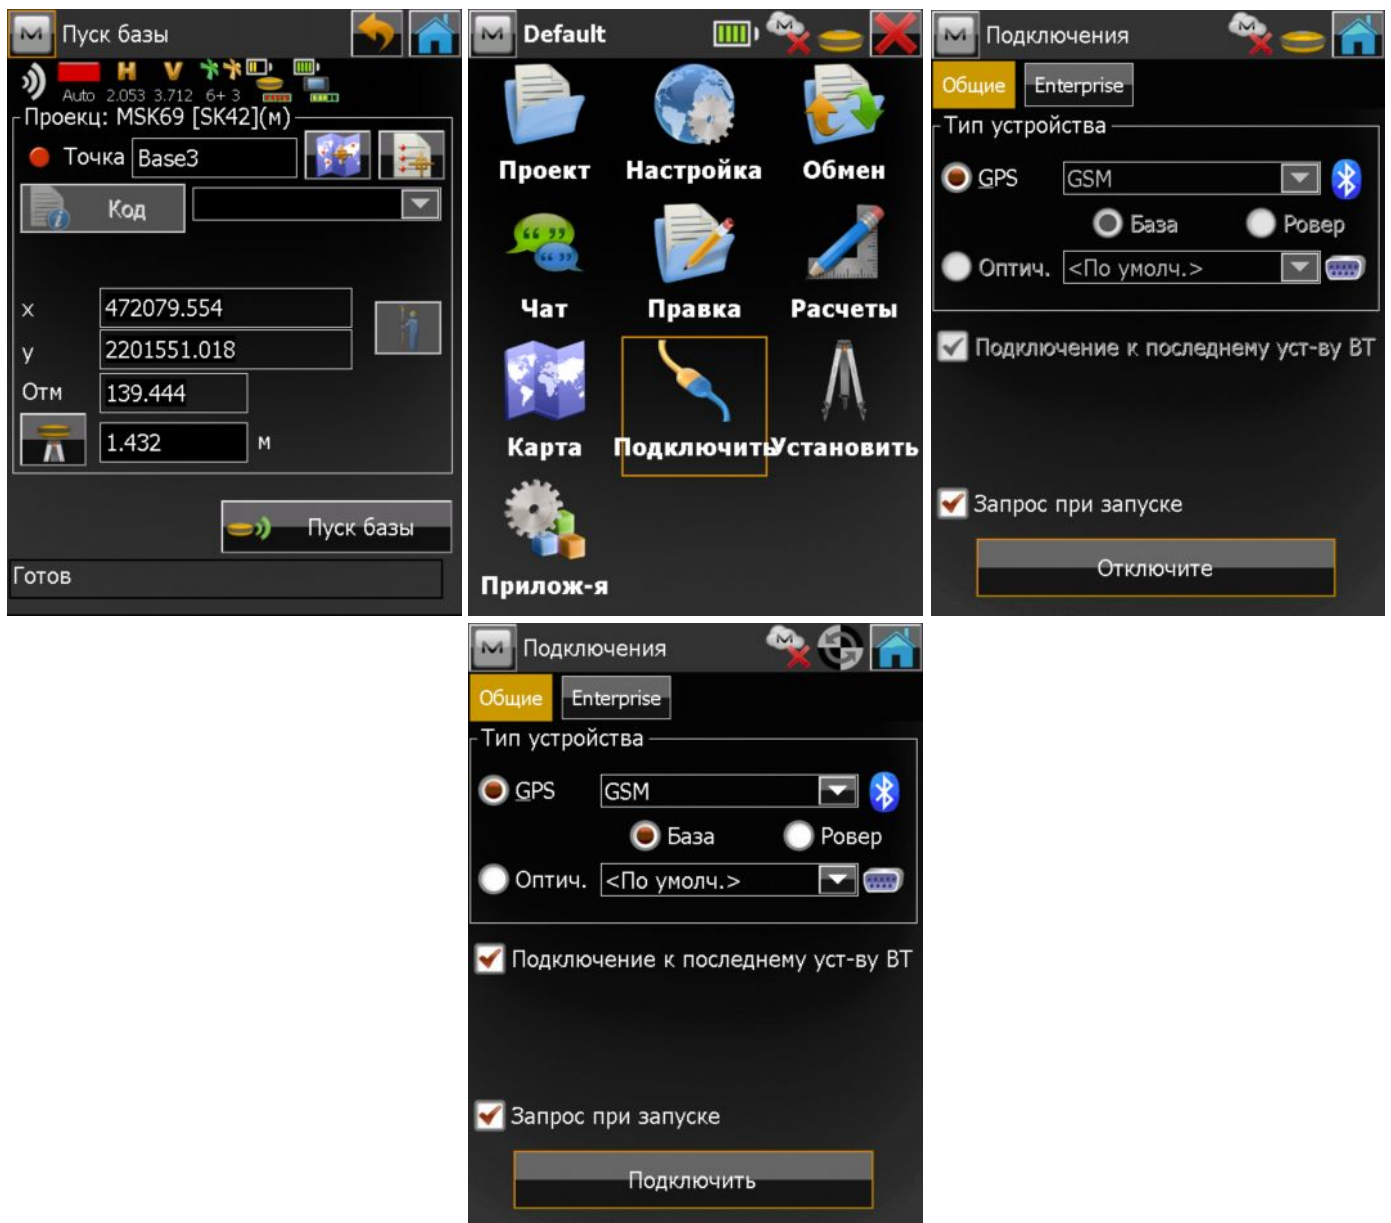 Пуск базы
Auto 2.053 3.712 6+ 3
Проекц: MSK69 [SK42](м)
Точка Base3
Код
x 472079.554
y 2201551.018
Отм 139.444
1.432 м
Пуск базы
Готов
Default
Проект Настройка Обмен
Чат Правка Расчеты
Карта Подключить Установить
Прилож-я
Подключения
Общие Enterprise
Тип устройства
GPS GSM
База Ровер
Оптич. <По умолч.>
Подключение к последнему уст-ву BT
Запрос при запуске
Отключите
Подключения
Общие Enterprise
Тип устройства
GPS GSM
База Ровер
Оптич. <По умолч.>
Подключение к последнему уст-ву BT
Запрос при запуске
Подключить